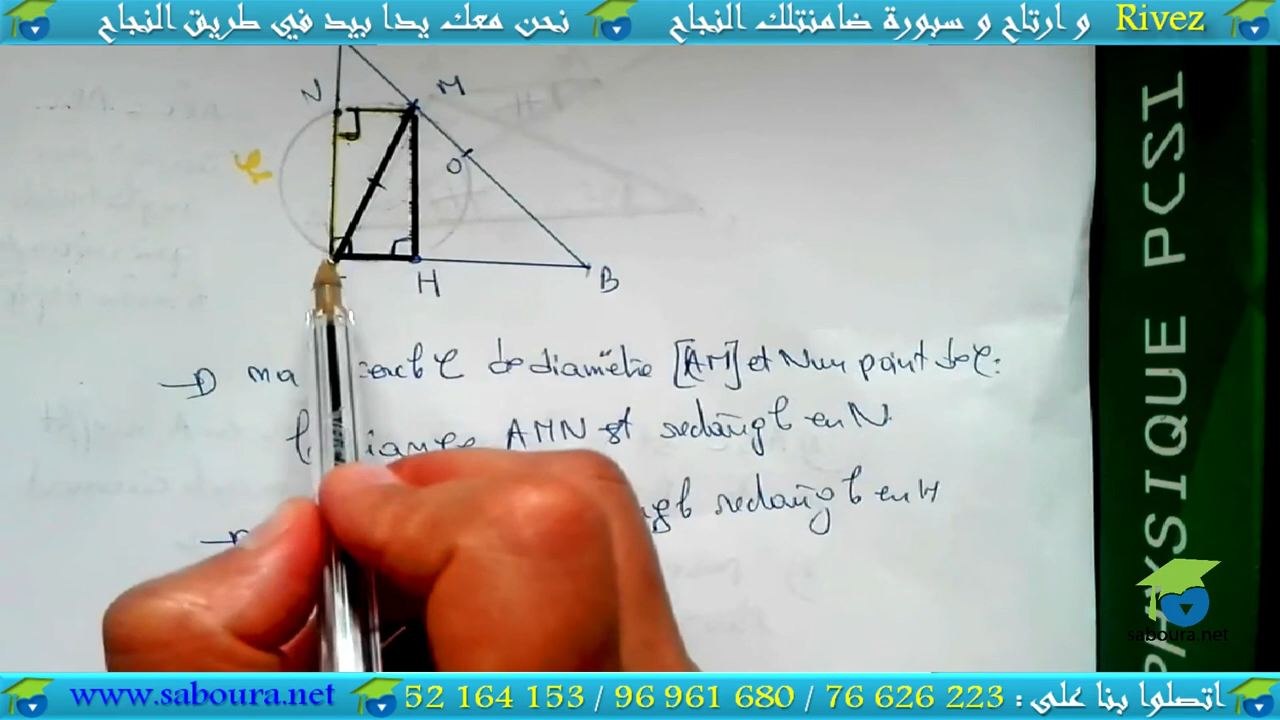 نحن معك يدا بيد في طريق النجاح
Rivez و ارتاح و سبورة ضامنتلك النجاح
N
M
O
H
B
C de diamètre [AM] et N un point de C.
AMN est rectangle en N
rectangle en H
PHYSIQUE PCSI
saboura.net
www.saboura.net
52 164 153 / 96 961 680 / 76 626 223 : اتصلوا بنا على